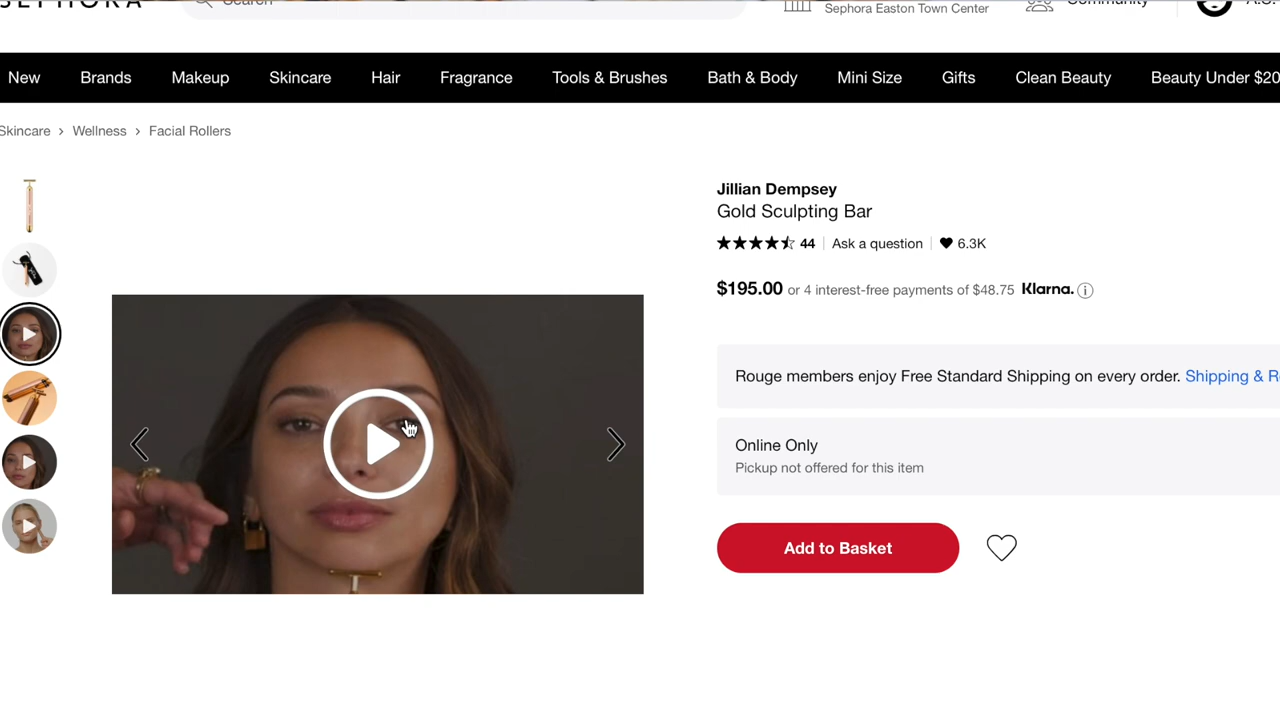 SEPHORA
Search
Sephora Easton Town Center
Community
New Brands Makeup Skincare Hair Fragrance Tools & Brushes Bath & Body Mini Size Gifts Clean Beauty Beauty Under $20
Skincare > Wellness > Facial Rollers
Jillian Dempsey
Gold Sculpting Bar
44 Ask a question 6.3K
$195.00 or 4 interest-free payments of $48.75 Klarna.
Rouge members enjoy Free Standard Shipping on every order. Shipping & R
Online Only
Pickup not offered for this item
Add to Basket